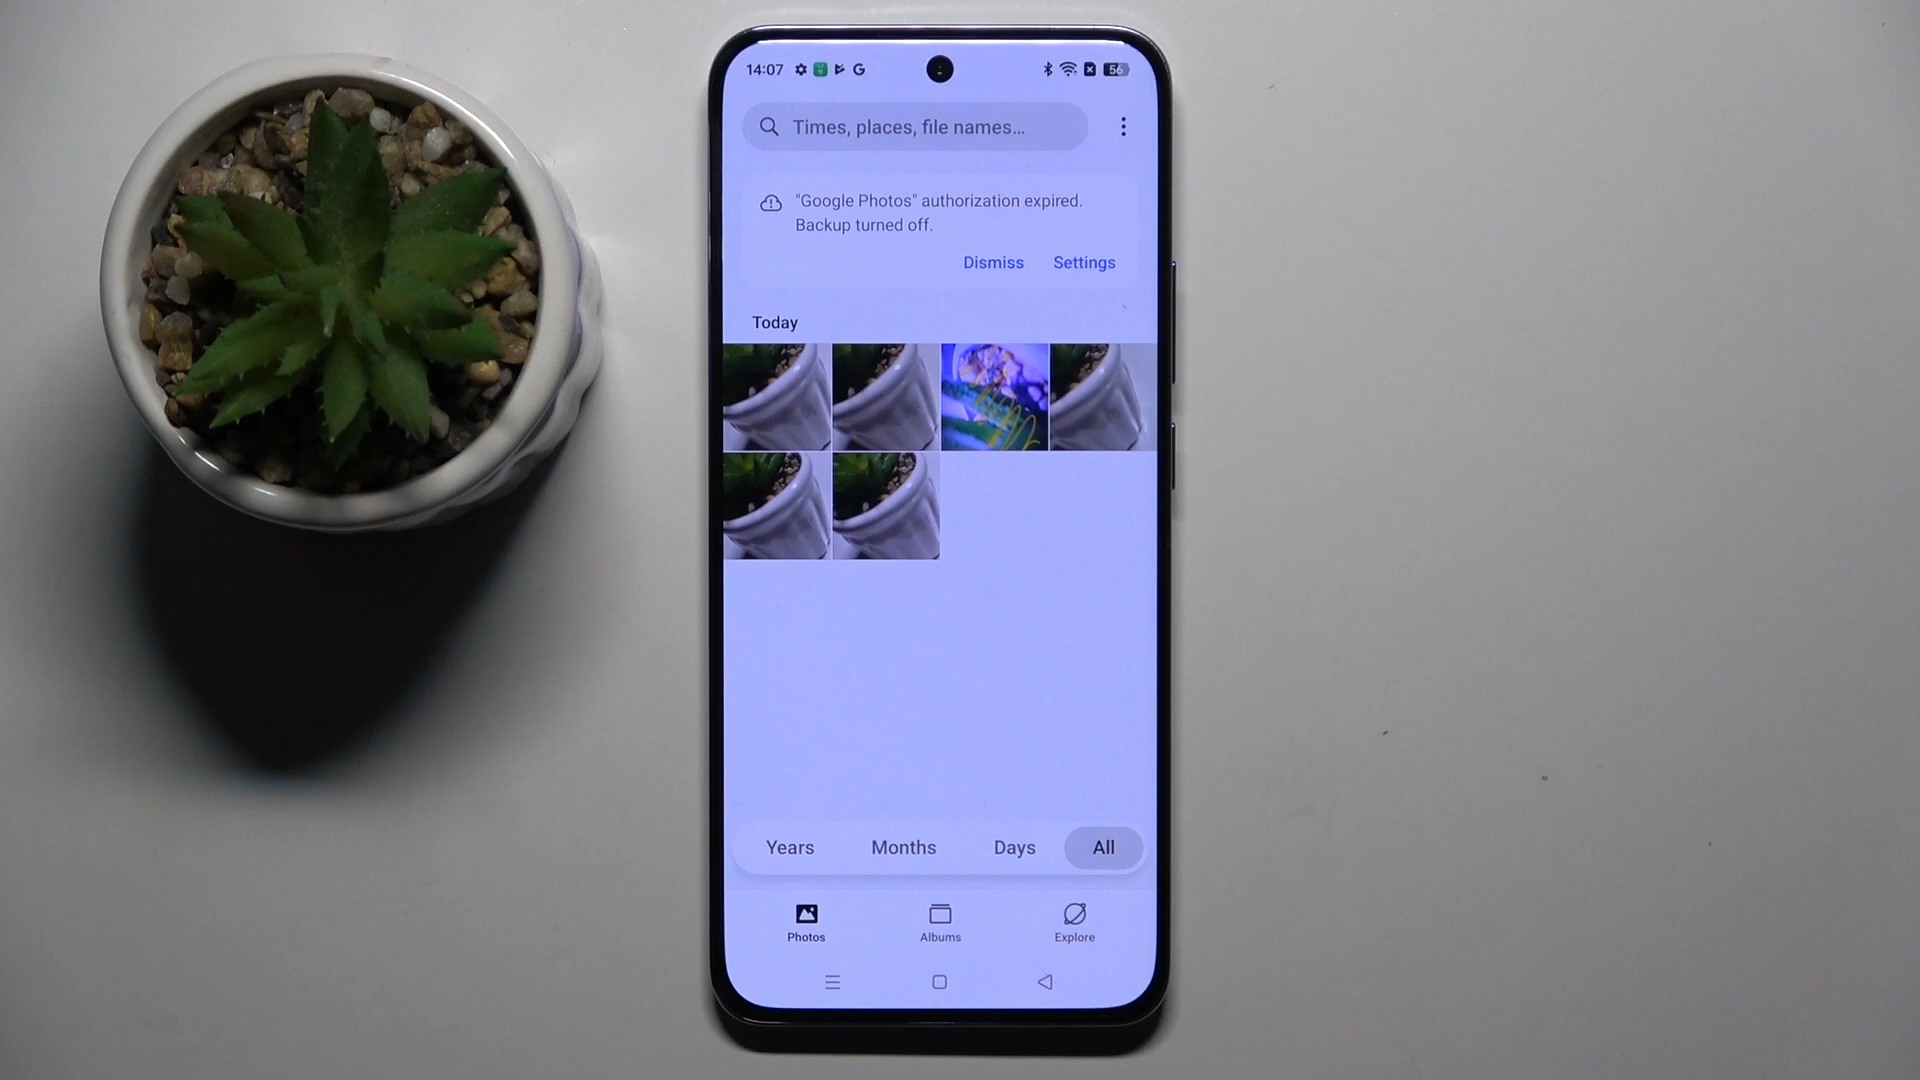 14:07
56
Times, places, file names...
"Google Photos" authorization expired.
Backup turned off.
Dismiss Settings
Today
Years Months Days All
Photos Albums Explore